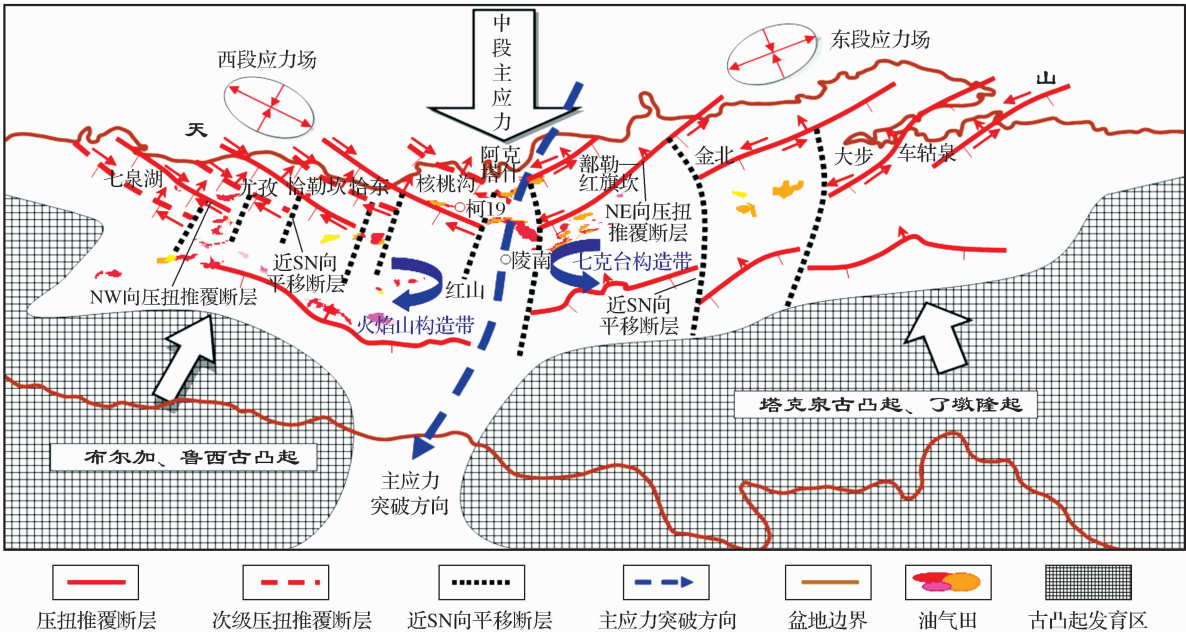 中
段
主
应
力
西段应力场
东段应力场
天
山
阿克
塔什
鄯勒
红旗坎
金北
大步
车轱泉
七泉湖
尤孜
恰勒坎
恰东
核桃沟
柯19
NE向压扭
推覆断层
近SN向
平移断层
陵南
七克台构造带
NW向压扭推覆断层
红山
近SN向
平移断层
火焰山构造带
塔克泉古凸起、了墩隆起
布尔加、鲁西古凸起
主应力
突破方向
压扭推覆断层
次级压扭推覆断层
近SN向平移断层
主应力突破方向
盆地边界
油气田
古凸起发育区